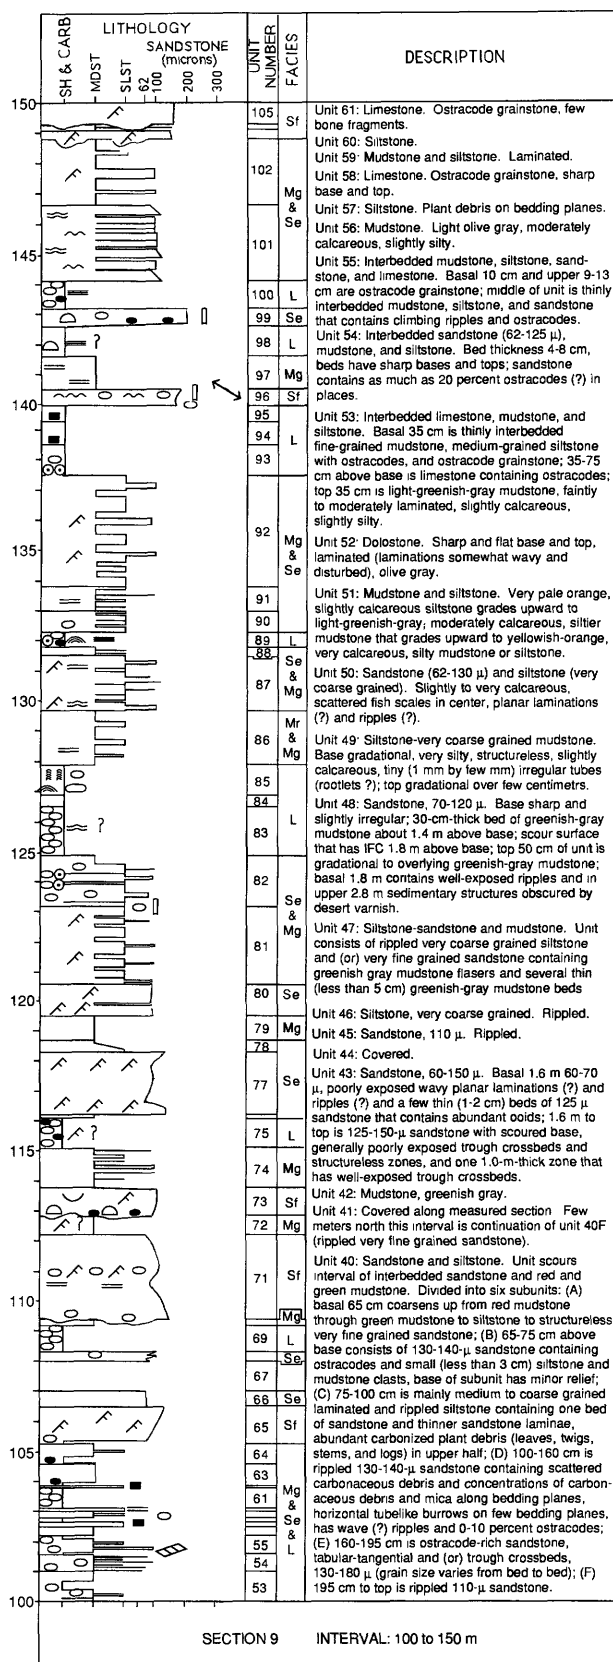 LITHOLOGY
SANDSTONE
(microns)
SH & CARB
MDST
SLST
62
100
200
300
UNIT NUMBER
FACIES
DESCRIPTION
150
145
140
135
130
125
120
115
110
105
100
?
?
?
?
105
102
101
100
99
98
97
96
95
94
93
92
91
90
89
88
87
86
85
84
83
82
81
80
79
78
77
75
74
73
72
71
69
67
66
65
64
63
61
55
54
53
Sf
Mg
&
Se
L
Se
L
Mg
Sf
L
Mg
&
Se
L
Se
&
Mg
Mr
&
Mg
L
Se
&
Mg
Se
Mg
Se
L
Mg
Sf
Mg
Sf
Mg
L
Se
Se
Sf
Mg
&
Se
&
L
Unit 61: Limestone. Ostracode grainstone, few
bone fragments.
Unit 60: Siltstone.
Unit 59: Mudstone and siltstone. Laminated.
Unit 58: Limestone. Ostracode grainstone, sharp
base and top.
Unit 57: Siltstone. Plant debris on bedding planes.
Unit 56: Mudstone. Light olive gray, moderately
calcareous, slightly silty.
Unit 55: Interbedded mudstone, siltstone, sand-
stone, and limestone. Basal 10 cm and upper 9-13
cm are ostracode grainstone; middle of unit is thinly
interbedded mudstone, siltstone, and sandstone
that contains climbing ripples and ostracodes.
Unit 54: Interbedded sandstone (62-125 μ),
mudstone, and siltstone. Bed thickness 4-8 cm,
beds have sharp bases and tops; sandstone
contains as much as 20 percent ostracodes (?) in
places.
Unit 53: Interbedded limestone, mudstone, and
siltstone. Basal 35 cm is thinly interbedded
fine-grained mudstone, medium-grained siltstone
with ostracodes, and ostracode grainstone; 35-75
cm above base is limestone containing ostracodes;
top 35 cm is light-greenish-gray mudstone, faintly
to moderately laminated, slightly calcareous,
slightly silty.
Unit 52: Dolostone. Sharp and flat base and top,
laminated (laminations somewhat wavy and
disturbed), olive gray.
Unit 51: Mudstone and siltstone. Very pale orange,
slightly calcareous siltstone grades upward to
light-greenish-gray; moderately calcareous, siltier
mudstone that grades upward to yellowish-orange,
very calcareous, silty mudstone or siltstone.
Unit 50: Sandstone (62-130 μ) and siltstone (very
coarse grained). Slightly to very calcareous,
scattered fish scales in center, planar laminations
(?) and ripples (?).
Unit 49: Siltstone-very coarse grained mudstone.
Base gradational, very silty, structureless, slightly
calcareous, tiny (1 mm by few mm) irregular tubes
(rootlets ?); top gradational over few centimetrs.
Unit 48: Sandstone, 70-120 μ. Base sharp and
slightly irregular; 30-cm-thick bed of greenish-gray
mudstone about 1.4 m above base; scour surface
that has IFC 1.8 m above base; top 50 cm of unit is
gradational to overlying greenish-gray mudstone;
basal 1.8 m contains well-exposed ripples and in
upper 2.8 m sedimentary structures obscured by
desert varnish.
Unit 47: Siltstone-sandstone and mudstone. Unit
consists of rippled very coarse grained siltstone
and (or) very fine grained sandstone containing
greenish gray mudstone flasers and several thin
(less than 5 cm) greenish-gray mudstone beds
Unit 46: Siltstone, very coarse grained. Rippled.
Unit 45: Sandstone, 110 μ. Rippled.
Unit 44: Covered.
Unit 43: Sandstone, 60-150 μ. Basal 1.6 m 60-70
μ, poorly exposed wavy planar laminations (?) and
ripples (?) and a few thin (1-2 cm) beds of 125 μ
sandstone that contains abundant ooids; 1.6 m to
top is 125-150-μ sandstone with scoured base,
generally poorly exposed trough crossbeds and
structureless zones, and one 1.0-m-thick zone that
has well-exposed trough crossbeds.
Unit 42: Mudstone, greenish gray.
Unit 41: Covered along measured section Few
meters north this interval is continuation of unit 40F
(rippled very fine grained sandstone).
Unit 40: Sandstone and siltstone. Unit scours
interval of interbedded sandstone and red and
green mudstone. Divided into six subunits: (A)
basal 65 cm coarsens up from red mudstone
through green mudstone to siltstone to structureless
very fine grained sandstone; (B) 65-75 cm above
base consists of 130-140-μ sandstone containing
ostracodes and small (less than 3 cm) siltstone and
mudstone clasts, base of subunit has minor relief;
(C) 75-100 cm is mainly medium to coarse grained
laminated and rippled siltstone containing one bed
of sandstone and thinner sandstone laminae,
abundant carbonized plant debris (leaves, twigs,
stems, and logs) in upper half; (D) 100-160 cm is
rippled 130-140-μ sandstone containing scattered
carbonaceous debris and concentrations of carbon-
aceous debris and mica along bedding planes,
horizontal tubelike burrows on few bedding planes,
has wave (?) ripples and 0-10 percent ostracodes;
(E) 160-195 cm is ostracode-rich sandstone,
tabular-tangential and (or) trough crossbeds,
130-180 μ (grain size varies from bed to bed); (F)
195 cm to top is rippled 110-μ sandstone.
SECTION 9 INTERVAL: 100 to 150 m